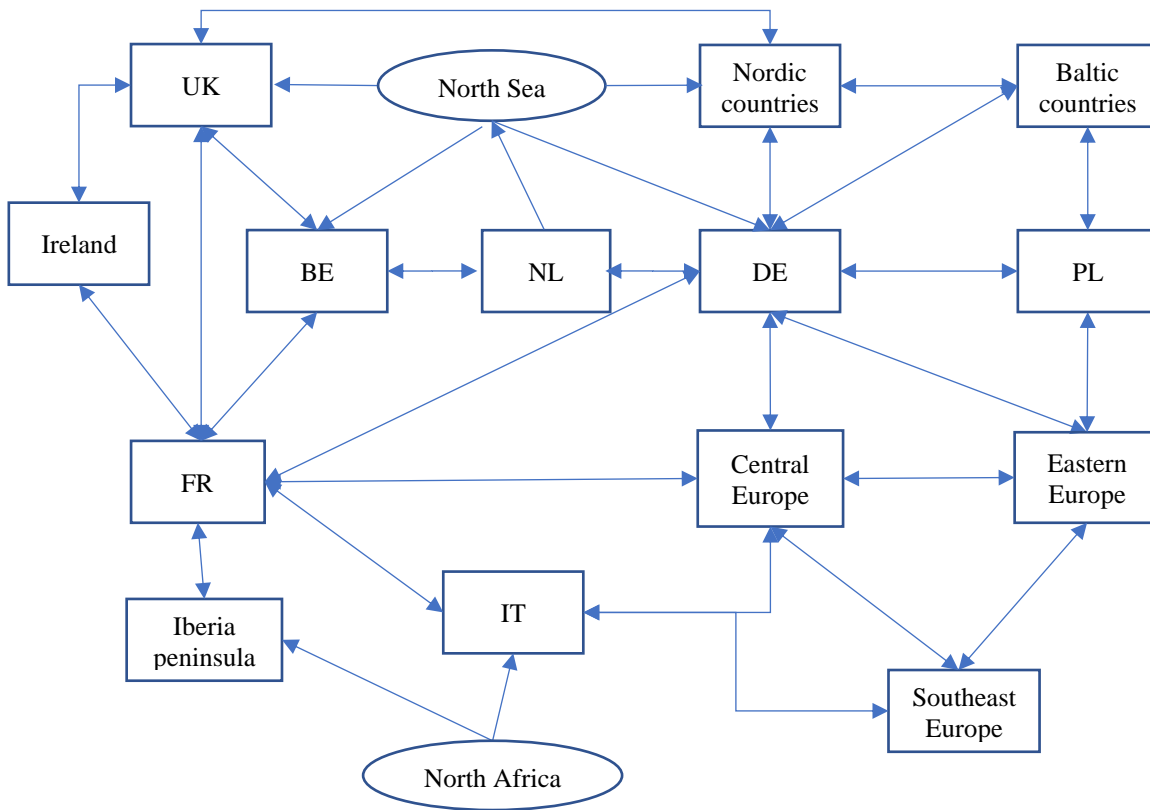 UK
North Sea
Nordic
countries
Baltic
countries
Ireland
BE
NL
DE
PL
FR
Central
Europe
Eastern
Europe
Iberia
peninsula
IT
Southeast
Europe
North Africa